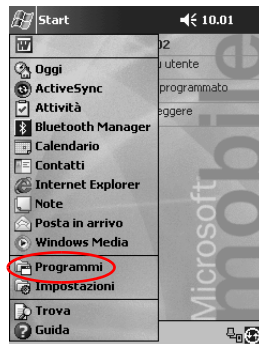 Start 10.01
02
utente
Oggi
programmato
ActiveSync
Attività
eggere
Bluetooth Manager
Calendario
Contatti
Internet Explorer
Note
Posta in arrivo
Windows Media
Programmi
Impostazioni
Trova
Guida
Microsoft
mobile